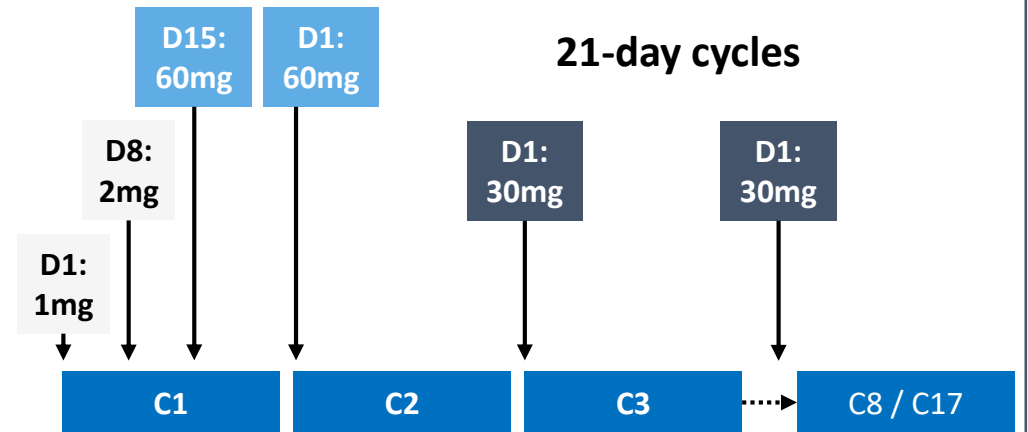 21-day cycles
D1:
1mg
D8:
2mg
D15:
60mg
D1:
60mg
D1:
30mg
D1:
30mg
C1
C2
C3
C8 / C17